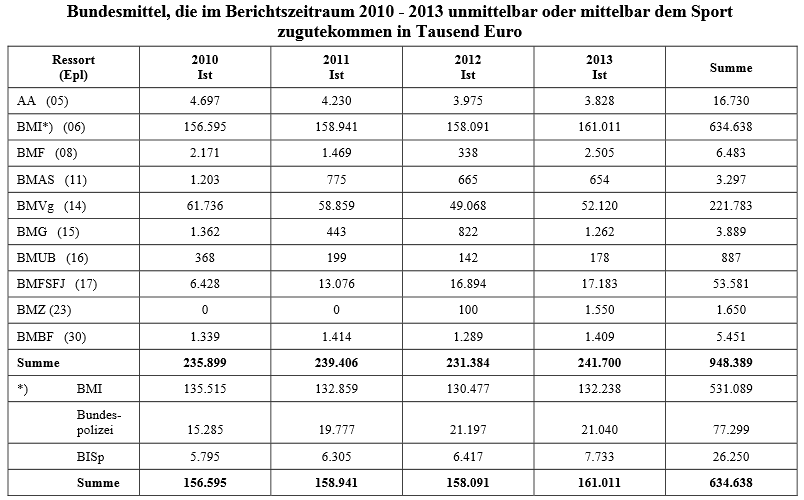 Bundesmittel, die im Berichtszeitraum 2010 - 2013 unmittelbar oder mittelbar dem Sport
zugutekommen in Tausend Euro
Ressort (Epl) 2010 Ist 2011 Ist 2012 Ist 2013 Ist Summe
AA (05) 4.697 4.230 3.975 3.828 16.730
BMI*) (06) 156.595 158.941 158.091 161.011 634.638
BMF (08) 2.171 1.469 338 2.505 6.483
BMAS (11) 1.203 775 665 654 3.297
BMVg (14) 61.736 58.859 49.068 52.120 221.783
BMG (15) 1.362 443 822 1.262 3.889
BMUB (16) 368 199 142 178 887
BMFSFJ (17) 6.428 13.076 16.894 17.183 53.581
BMZ (23) 0 0 100 1.550 1.650
BMBF (30) 1.339 1.414 1.289 1.409 5.451
Summe 235.899 239.406 231.384 241.700 948.389
*) BMI 135.515 132.859 130.477 132.238 531.089
Bundes-
polizei 15.285 19.777 21.197 21.040 77.299
BISp 5.795 6.305 6.417 7.733 26.250
Summe 156.595 158.941 158.091 161.011 634.638